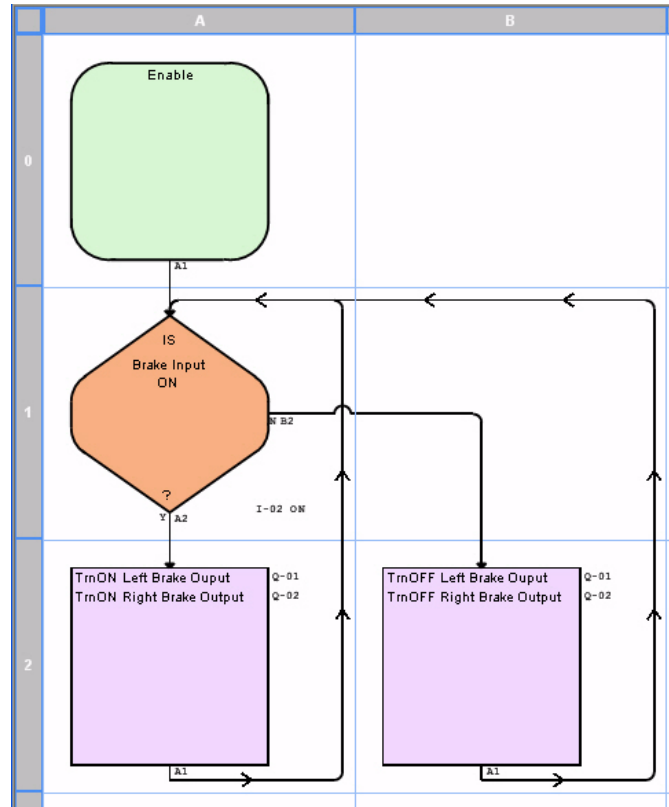 A B
0
Enable
A1
1
IS
Brake Input
ON
?
N B2
Y A2
I-02 ON
2
TrnON Left Brake Ouput Q-01
TrnON Right Brake Output Q-02
A1
TrnOFF Left Brake Ouput Q-01
TrnOFF Right Brake Output Q-02
A1